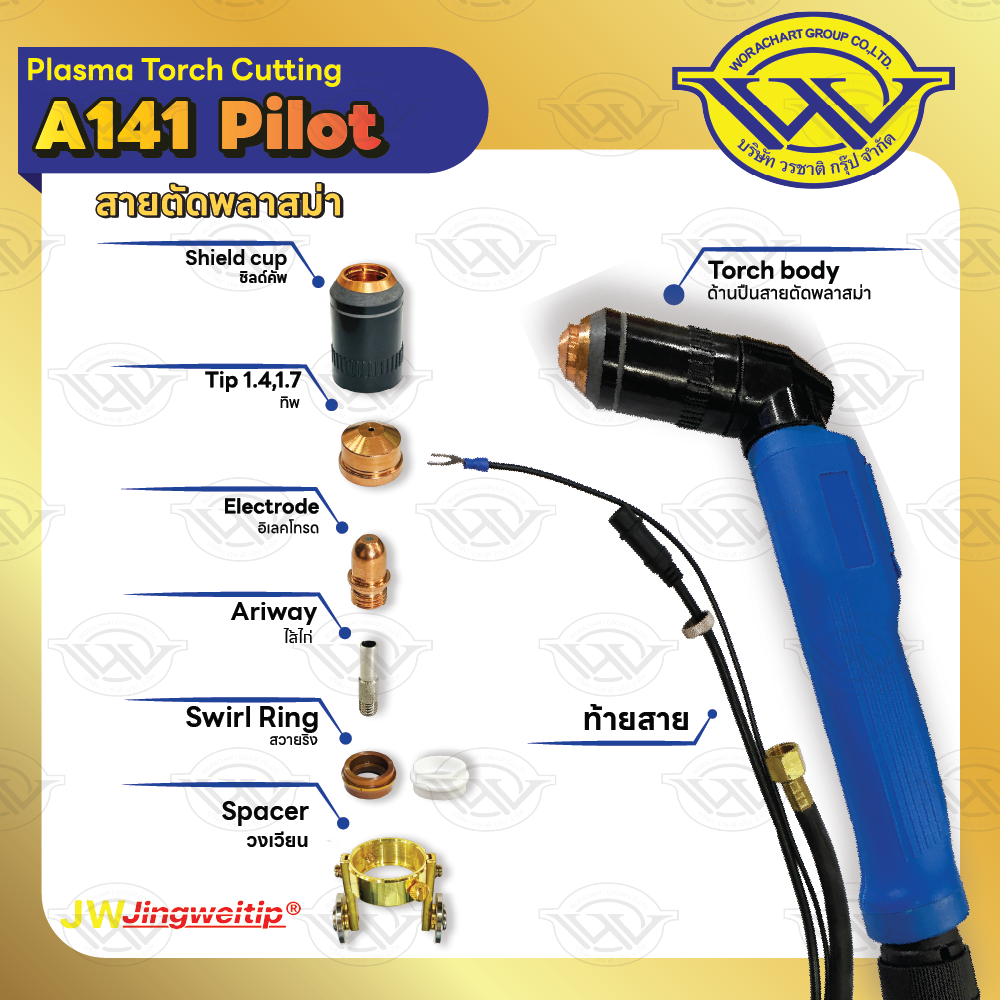 Plasma Torch Cutting
A141 Pilot
สายตัดพลาสม่า
WORACHART GROUP CO.,LTD.
W
บริษัท วรชาติ กรุ๊ป จำกัด
Shield cup
ชิลด์คัพ
Torch body
ด้านปืนสายตัดพลาสม่า
Tip 1.4,1.7
ทิพ
Electrode
อิเลคโทรด
Ariway
ไส้ไก่
Swirl Ring
สวายริง
ท้ายสาย
Spacer
วงเวียน
JW Jingweitip®